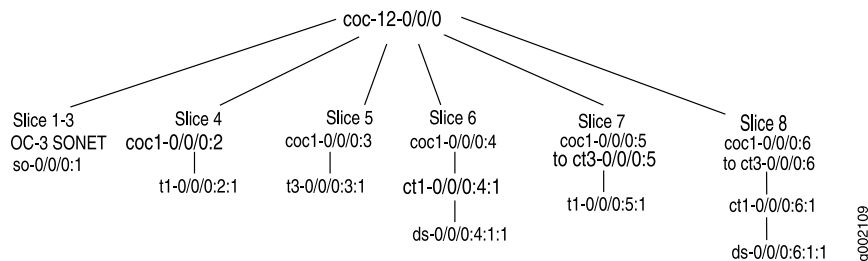 coc-12-0/0/0
Slice 1-3
OC-3 SONET
so-0/0/0:1
Slice 4
coc1-0/0/0:2
t1-0/0/0:2:1
Slice 5
coc1-0/0/0:3
t3-0/0/0:3:1
Slice 6
coc1-0/0/0:4
ct1-0/0/0:4:1
ds-0/0/0:4:1:1
Slice 7
coc1-0/0/0:5
to ct3-0/0/0:5
t1-0/0/0:5:1
Slice 8
coc1-0/0/0:6
to ct3-0/0/0:6
ct1-0/0/0:6:1
ds-0/0/0:6:1:1
g002109